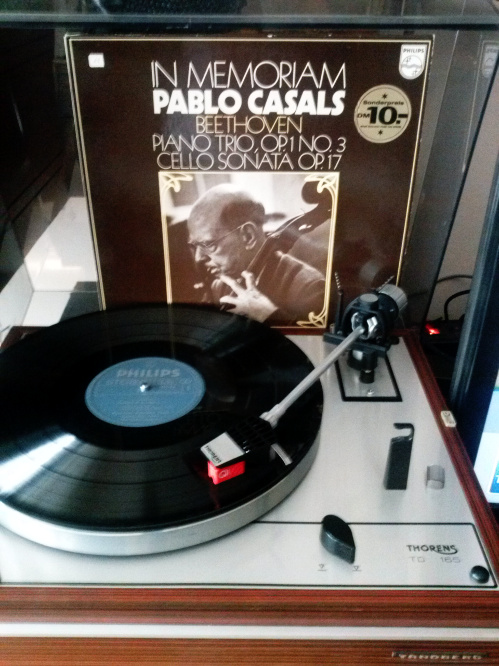 PHILIPS
IN MEMORIAM
PABLO CASALS
BEETHOVEN
PIANO TRIO, OP.1 NO. 3
CELLO SONATA OP. 17
Sonderpreis
DM 10.-
PHILIPS
THORENS
TD 165
TANDBERG